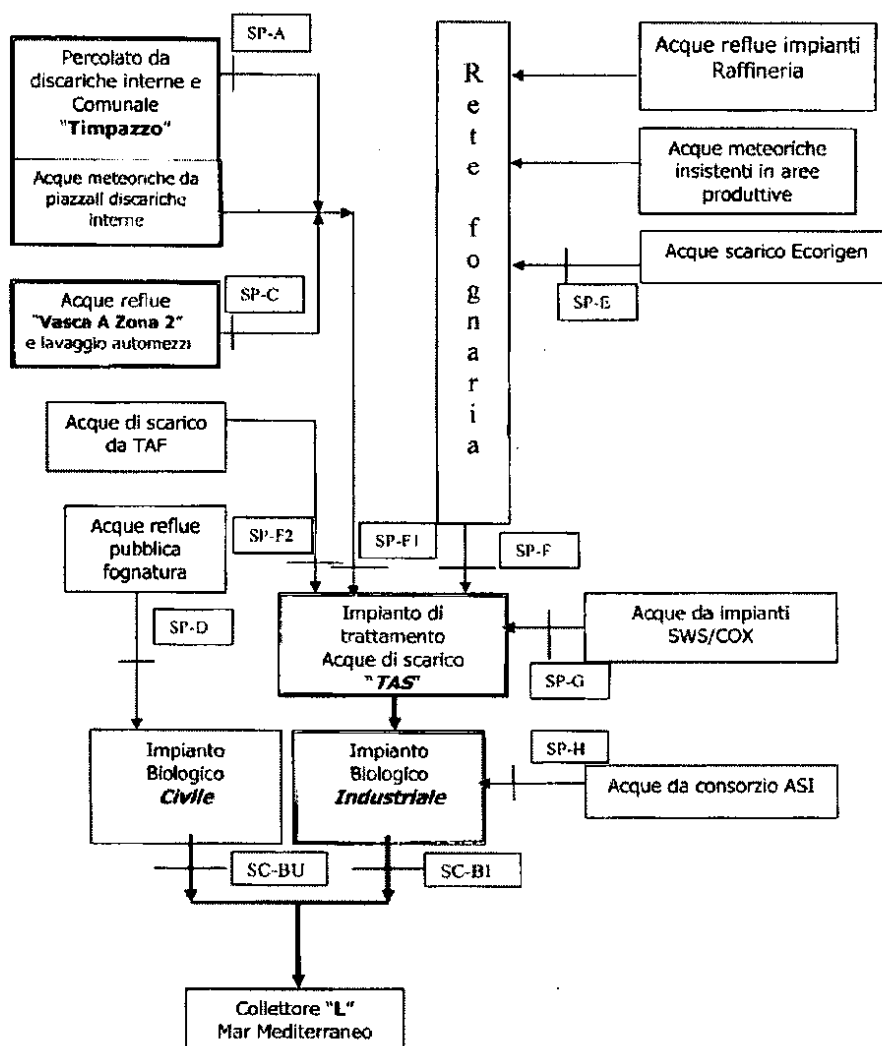 SP-A
Percolato da
discariche interne e
Comunale
"Timpazzo"
Acque meteoriche da
piazzali discariche
interne
SP-C
Acque reflue
"Vasca A Zona 2"
e lavaggio automezzi
Rete fognaria
Acque reflue impianti
Raffineria
Acque meteoriche
insistenti in aree
produttive
Acque scarico Ecorigen
SP-E
Acque di scarico
da TAF
Acque reflue
pubblica
fognatura
SP-F2
SP-F1
SP-F
SP-D
Impianto di
trattamento
Acque di scarico
"TAS"
Acque da impianti
SWS/COX
SP-G
Impianto
Biologico
Civile
Impianto
Biologico
Industriale
SP-H
Acque da consorzio ASI
SC-BU
SC-B1
Collettore "L"
Mar Mediterraneo